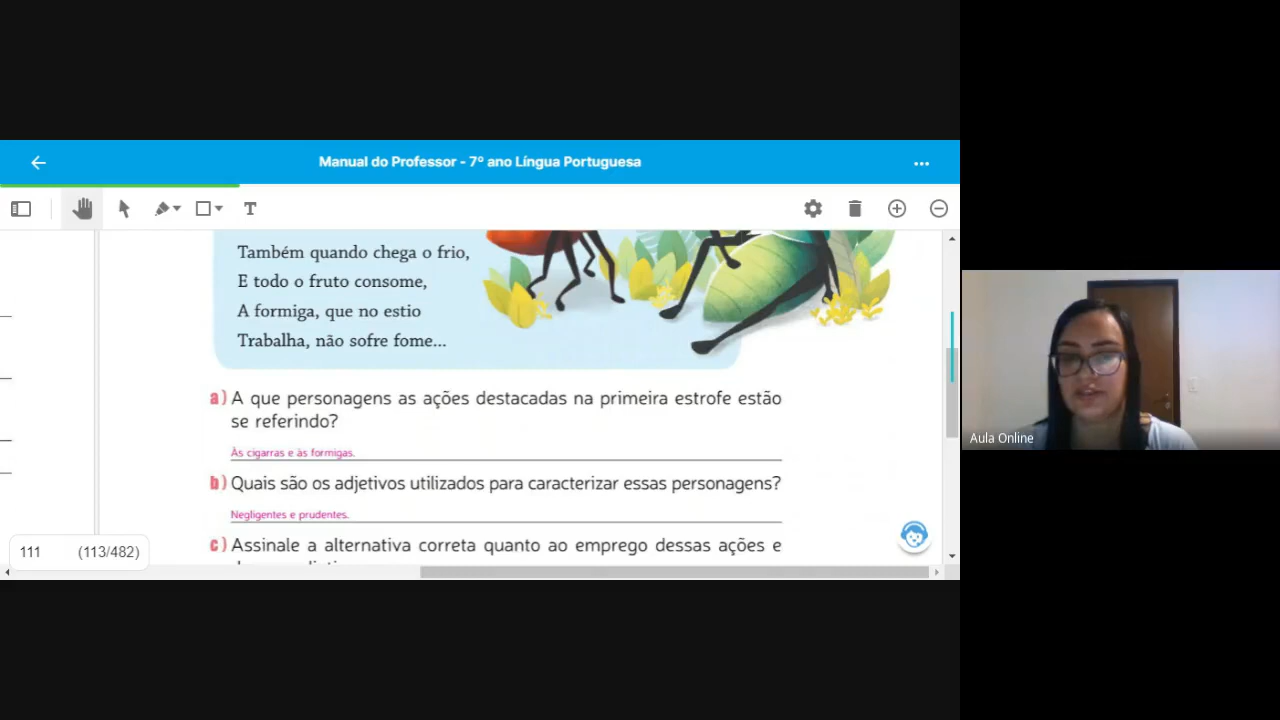 Manual do Professor - 7º ano Língua Portuguesa
T
Também quando chega o frio,
E todo o fruto consome,
A formiga, que no estio
Trabalha, não sofre fome...
a) A que personagens as ações destacadas na primeira estrofe estão
se referindo?
Às cigarras e às formigas.
b) Quais são os adjetivos utilizados para caracterizar essas personagens?
Negligentes e prudentes.
c) Assinale a alternativa correta quanto ao emprego dessas ações e
111 (113/482)
Aula Online